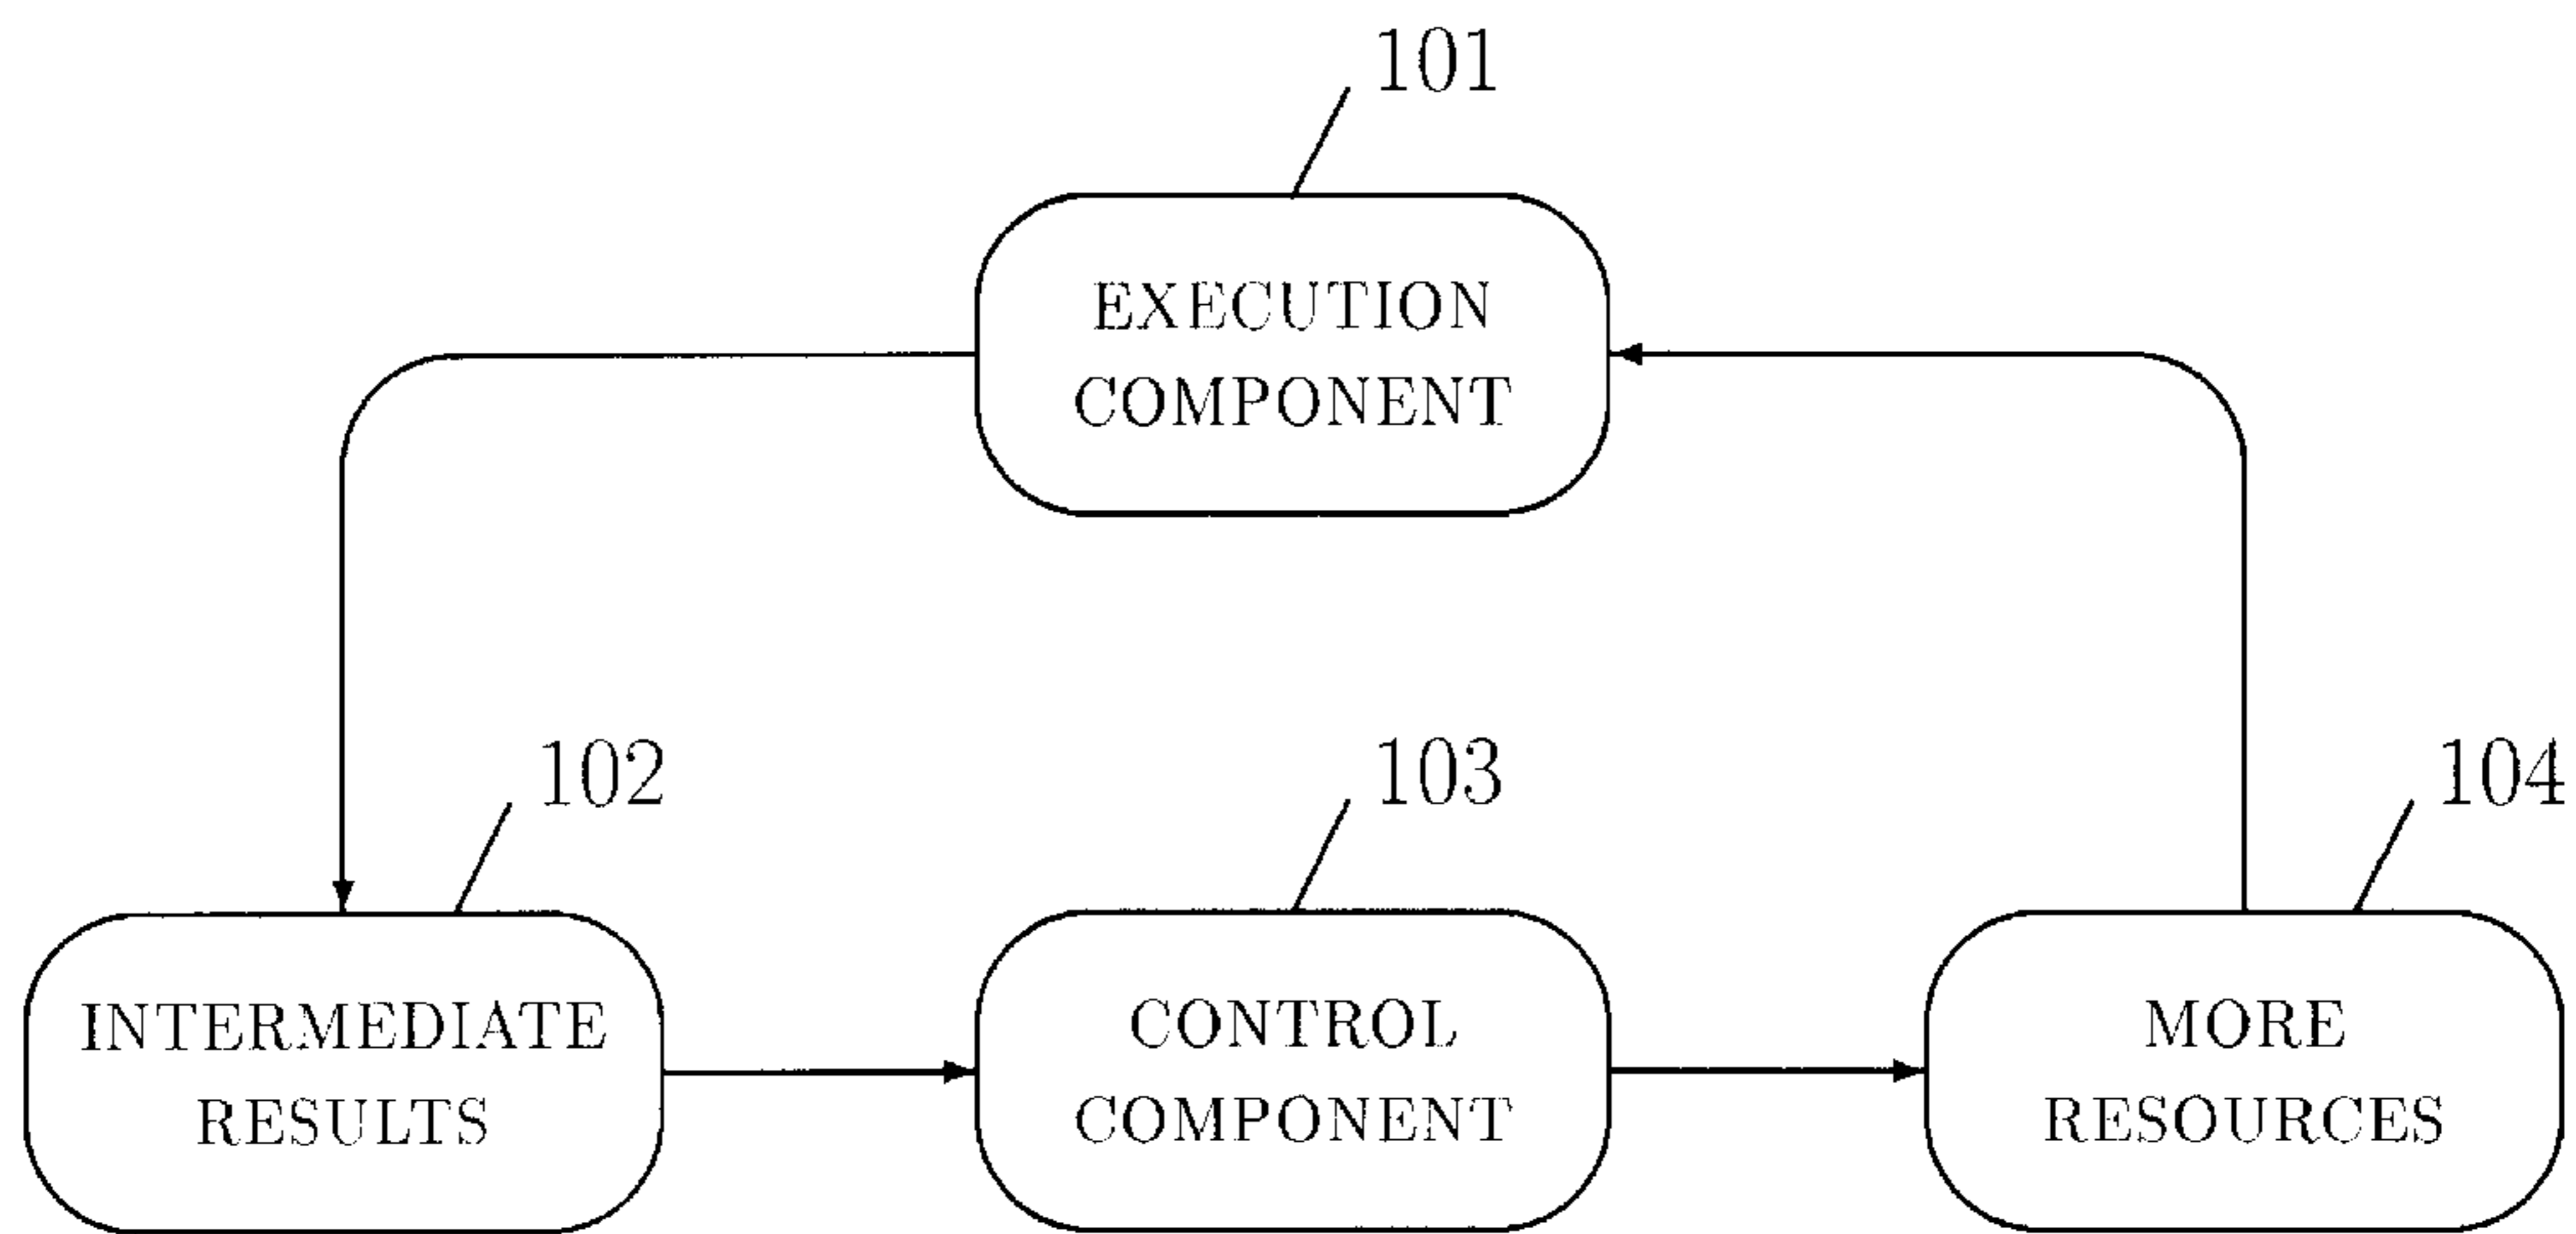 101
EXECUTION
COMPONENT
102
103
104
INTERMEDIATE
RESULTS
CONTROL
COMPONENT
MORE
RESOURCES